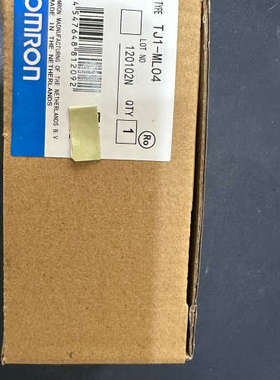 OMRON
OMRON MANUFACTURING OF THE NETHERLANDS B.V.
MADE IN THE NETHERLANDS
4 547648 812092
TYPE TJ1-ML04
LOT NO.
120102N QTY 1
Ro